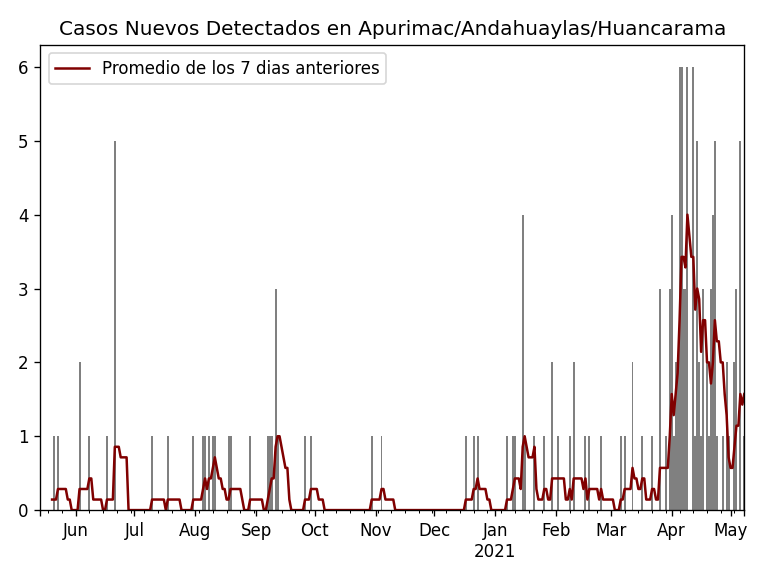 Casos Nuevos Detectados en Apurimac/Andahuaylas/Huancarama
Promedio de los 7 dias anteriores
6
5
4
3
2
1
0
Jun Jul Aug Sep Oct Nov Dec Jan Feb Mar Apr May
2021